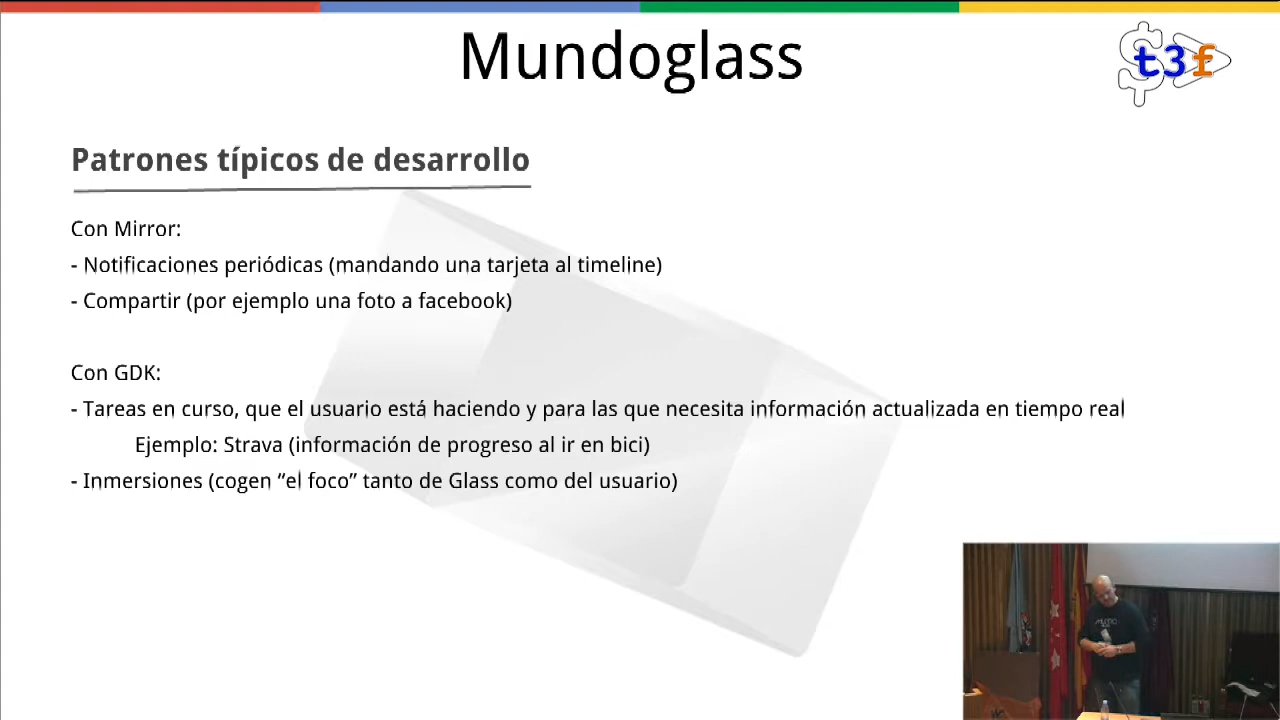 Mundoglass
t3f
Patrones típicos de desarrollo
Con Mirror:
- Notificaciones periódicas (mandando una tarjeta al timeline)
- Compartir (por ejemplo una foto a facebook)
Con GDK:
- Tareas en curso, que el usuario está haciendo y para las que necesita información actualizada en tiempo real
Ejemplo: Strava (información de progreso al ir en bici)
- Inmersiones (cogen “el foco” tanto de Glass como del usuario)